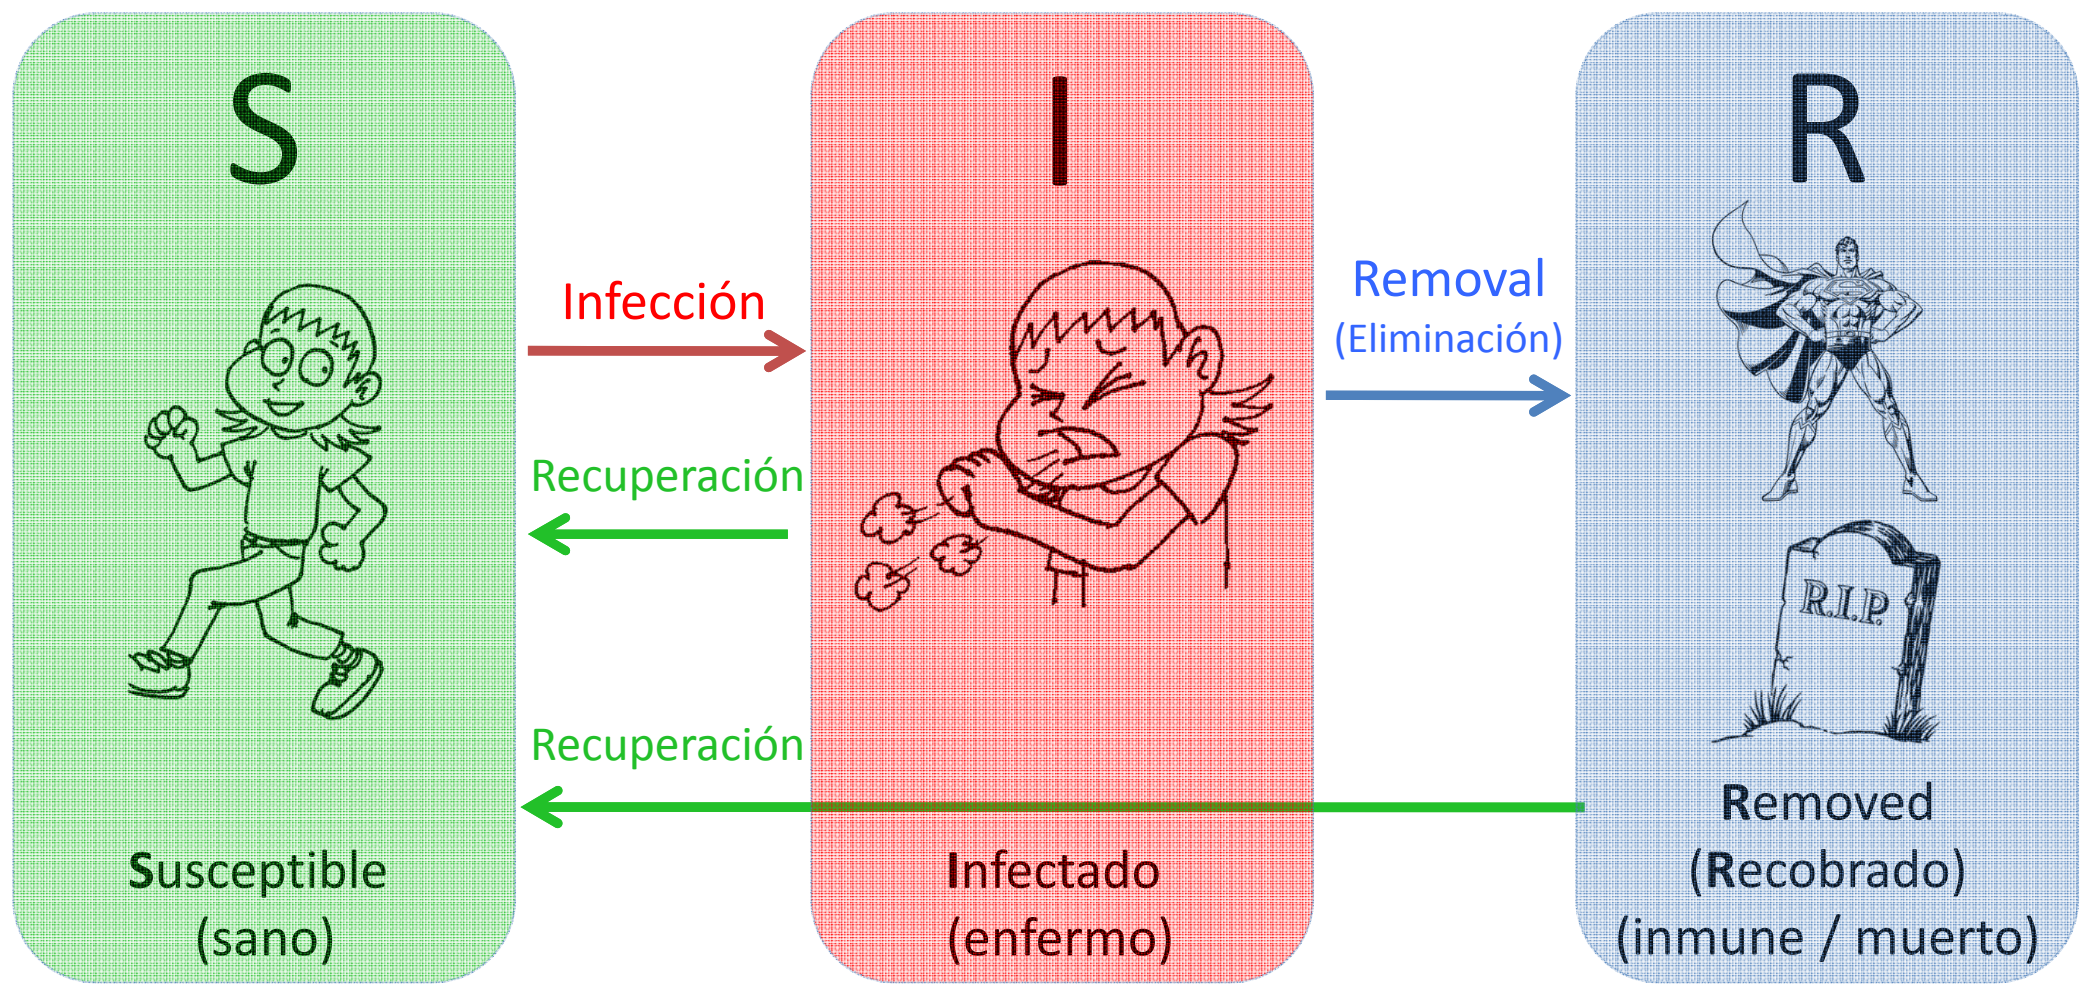 S
I
R
Infección
Removal
(Eliminación)
Recuperación
R.I.P.
Recuperación
Susceptible
(sano)
Infectado
(enfermo)
Removed
(Recobrado)
(inmune / muerto)